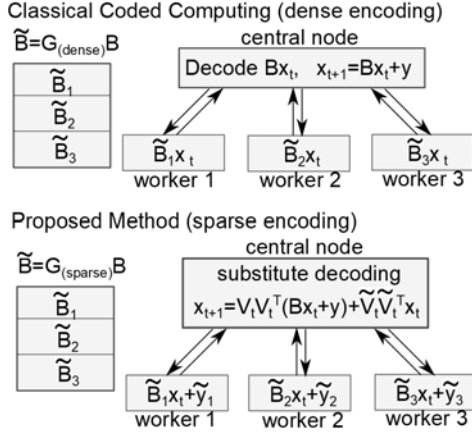 Classical Coded Computing (dense encoding)
B̃=G(dense)B
central node
Decode Bxₜ, xₜ₊₁=Bxₜ+y
B̃₁
B̃₂
B̃₃
B̃₁xₜ
B̃₂xₜ
B̃₃xₜ
worker 1
worker 2
worker 3
Proposed Method (sparse encoding)
B̃=G(sparse)B
central node
substitute decoding
xₜ₊₁=VₜVₜᵀ(Bxₜ+y)+ṼₜṼₜᵀxₜ
B̃₁
B̃₂
B̃₃
B̃₁xₜ+ỹ₁
B̃₂xₜ+ỹ₂
B̃₃xₜ+ỹ₃
worker 1
worker 2
worker 3